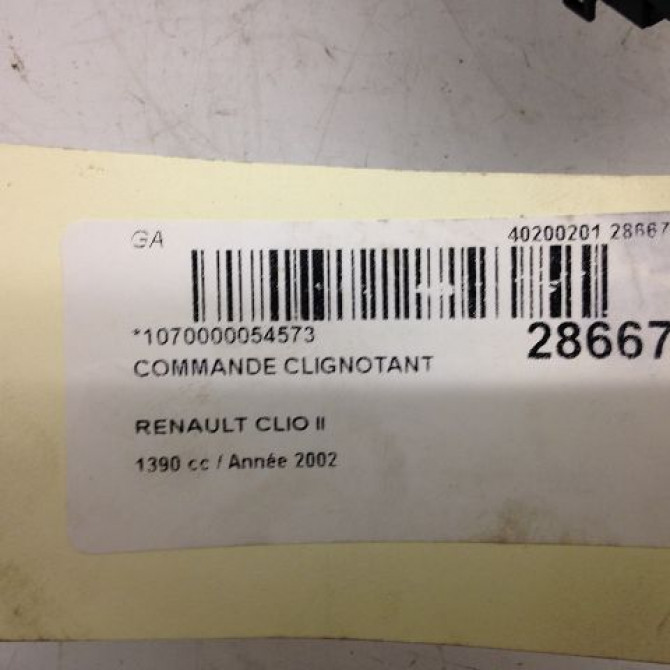 GA 40200201 28667
*1070000054573 28667
COMMANDE CLIGNOTANT
RENAULT CLIO II
1390 cc / Année 2002